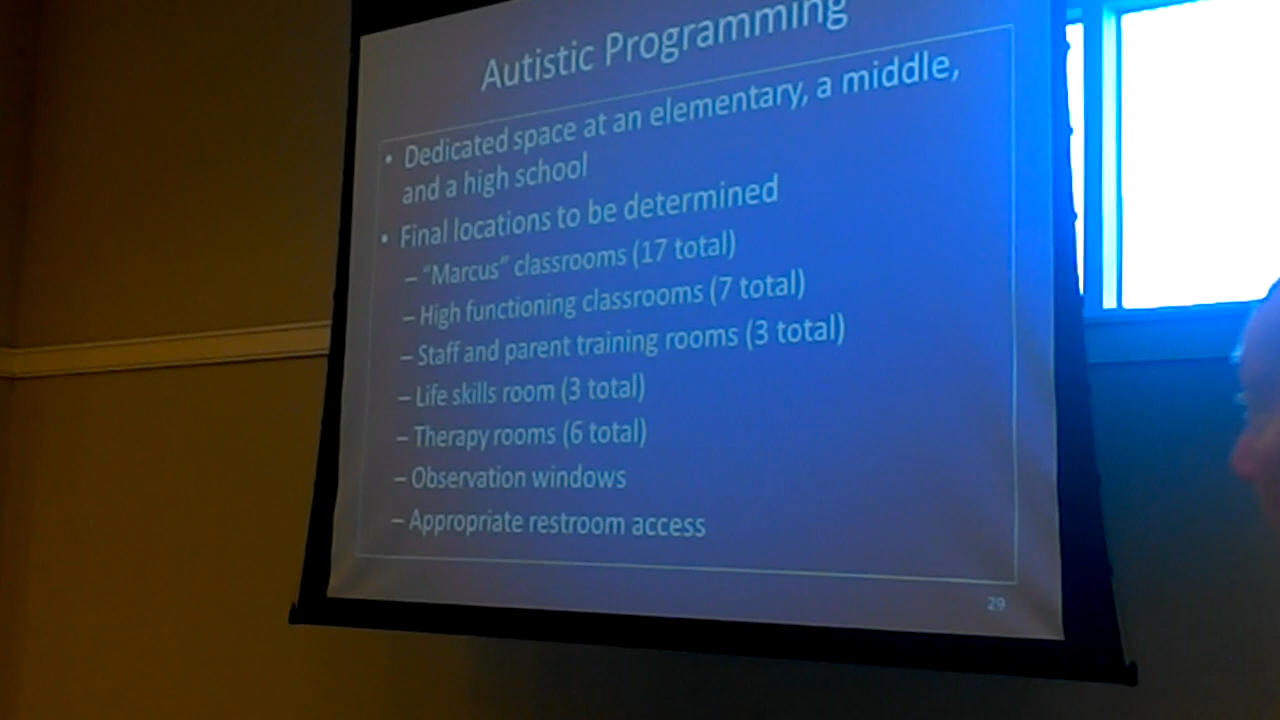 Autistic Programming
• Dedicated space at an elementary, a middle,
and a high school
• Final locations to be determined
– “Marcus” classrooms (17 total)
– High functioning classrooms (7 total)
– Staff and parent training rooms (3 total)
– Life skills room (3 total)
– Therapy rooms (6 total)
– Observation windows
– Appropriate restroom access
29